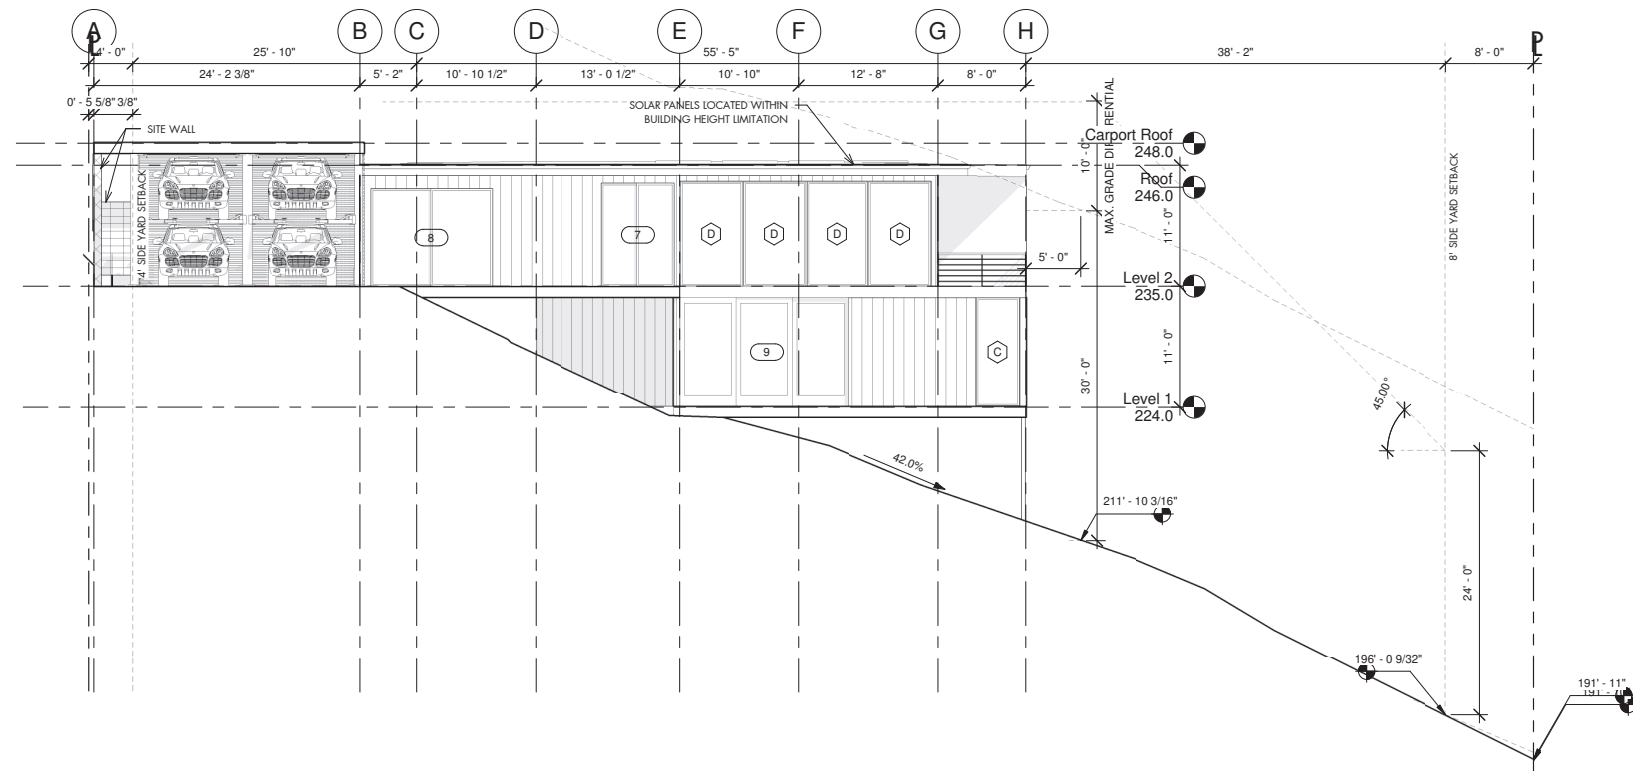 A B C D E F G H
PL PL
4' - 0" 25' - 10" 55' - 5" 38' - 2" 8' - 0"
24' - 2 3/8" 5' - 2" 10' - 10 1/2" 13' - 0 1/2" 10' - 10" 12' - 8" 8' - 0"
0' - 5 5/8" 3/8"
SITE WALL
SOLAR PANELS LOCATED WITHIN
BUILDING HEIGHT LIMITATION
10' - 0"
Carport Roof
248.0
Roof
246.0
4' SIDE YARD SETBACK
8' SIDE YARD SETBACK
8 7 D D D D
5' - 0"
11' - 0"
Level 2
235.0
9 C
30' - 0"
11' - 0"
Level 1
224.0
45.00°
42.0%
211' - 10 3/16"
24' - 0"
196' - 0 9/32"
191' - 11"